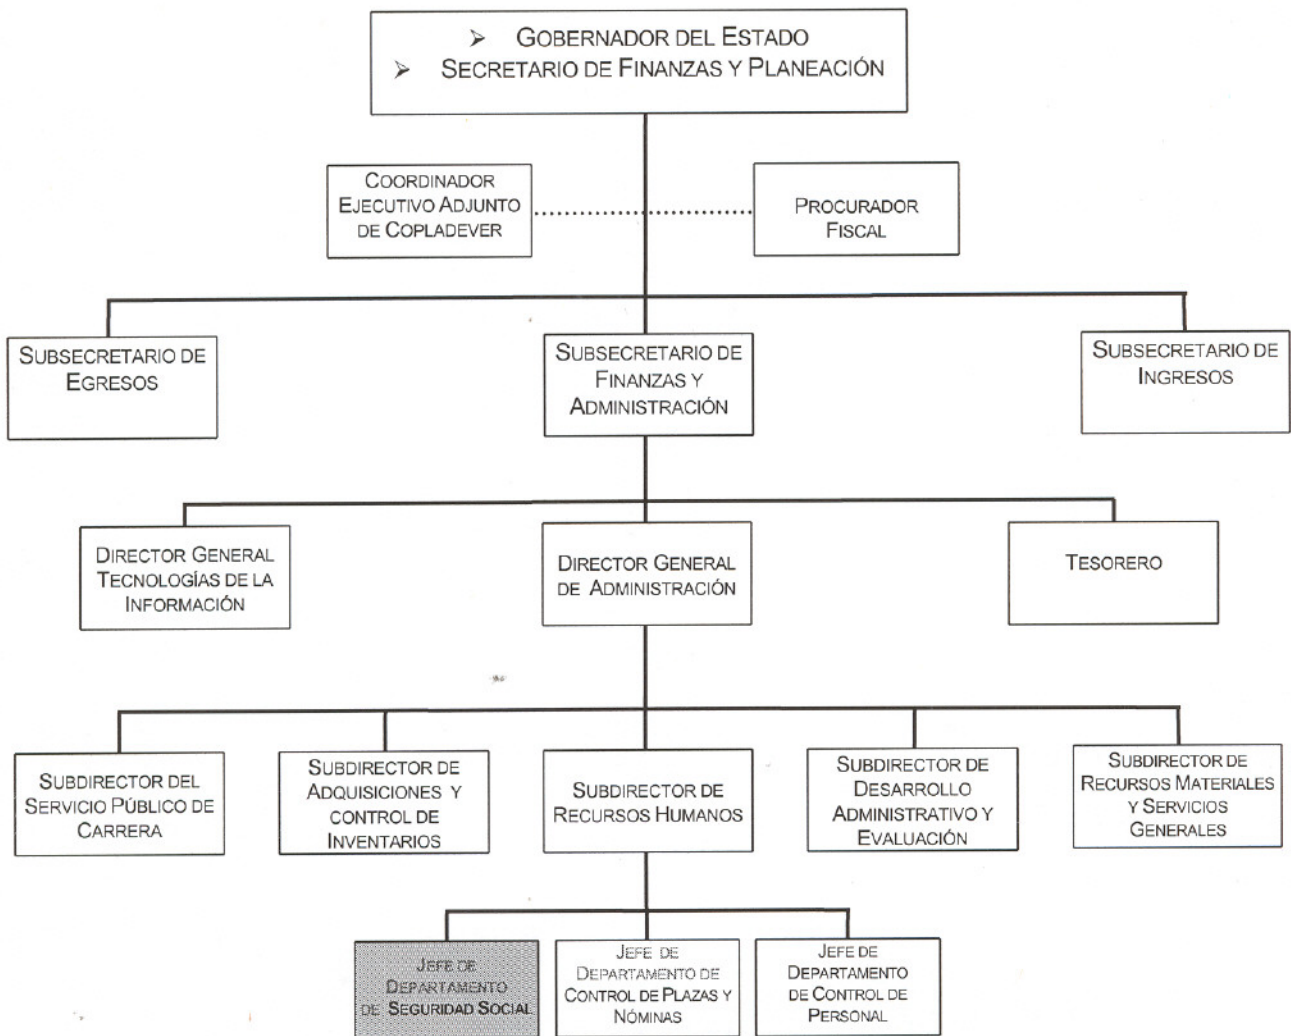 ➢ GOBERNADOR DEL ESTADO
➢ SECRETARIO DE FINANZAS Y PLANEACIÓN
COORDINADOR
EJECUTIVO ADJUNTO
DE COPLADEVER
PROCURADOR
FISCAL
SUBSECRETARIO DE
EGRESOS
SUBSECRETARIO DE
FINANZAS Y
ADMINISTRACIÓN
SUBSECRETARIO DE
INGRESOS
DIRECTOR GENERAL
TECNOLOGÍAS DE LA
INFORMACIÓN
DIRECTOR GENERAL
DE ADMINISTRACIÓN
TESORERO
SUBDIRECTOR DEL
SERVICIO PÚBLICO DE
CARRERA
SUBDIRECTOR DE
ADQUISICIONES Y
CONTROL DE
INVENTARIOS
SUBDIRECTOR DE
RECURSOS HUMANOS
SUBDIRECTOR DE
DESARROLLO
ADMINISTRATIVO Y
EVALUACIÓN
SUBDIRECTOR DE
RECURSOS MATERIALES
Y SERVICIOS
GENERALES
JEFE DE
DEPARTAMENTO
DE SEGURIDAD SOCIAL
JEFE DE
DEPARTAMENTO DE
CONTROL DE PLAZAS Y
NÓMINAS
JEFE DE
DEPARTAMENTO
DE CONTROL DE
PERSONAL